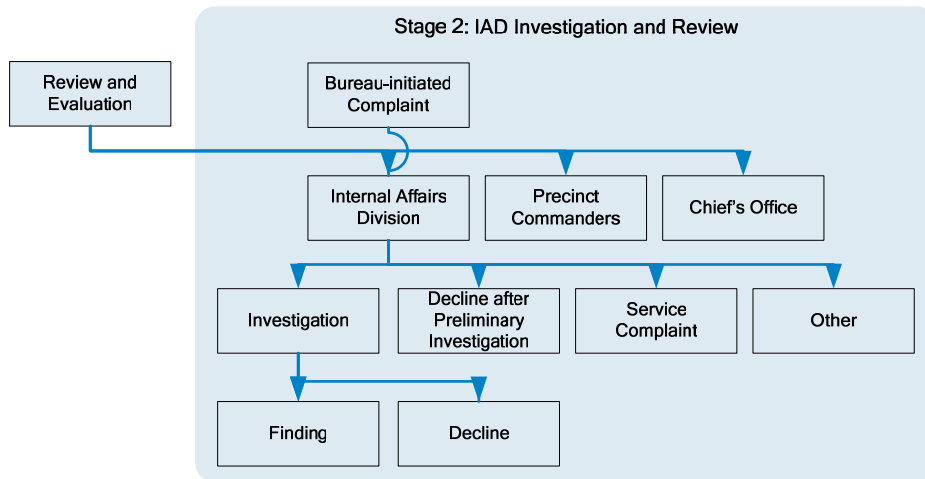 Stage 2: IAD Investigation and Review
Review and
Evaluation
Bureau-initiated
Complaint
Internal Affairs
Division
Precinct
Commanders
Chief's Office
Investigation
Decline after
Preliminary
Investigation
Service
Complaint
Other
Finding
Decline